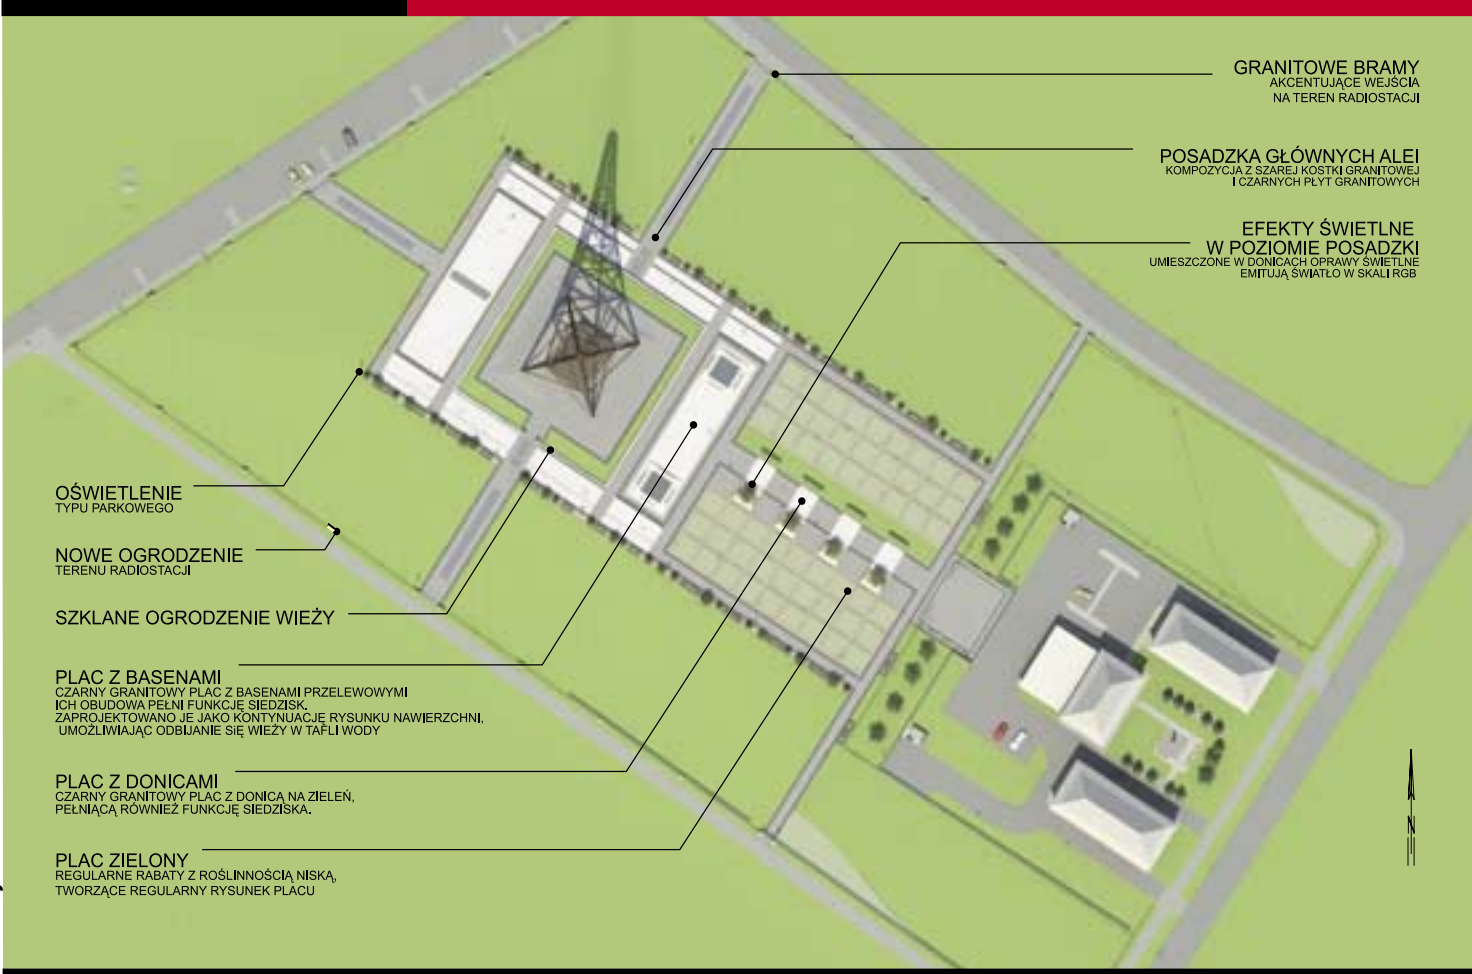 GRANITOWE BRAMY
AKCENTUJĄCE WEJŚCIA
NA TEREN RADIOSTACJI
POSADZKA GŁÓWNYCH ALEI
KOMPOZYCJA Z SZAREJ KOSTKI GRANITOWEJ
I CZARNYCH PŁYT GRANITOWYCH
EFEKTY ŚWIETLNE
W POZIOMIE POSADZKI
UMIESZCZONE W DONICACH OPRAWY ŚWIETLNE
EMITUJĄ ŚWIATŁO W SKALI RGB
OŚWIETLENIE
TYPU PARKOWEGO
NOWE OGRODZENIE
TERENU RADIOSTACJI
SZKLANE OGRODZENIE WIEŻY
PLAC Z BASENAMI
CZARNY GRANITOWY PLAC Z BASENAMI PRZELEWOWYMI
ICH OBUDOWA PEŁNI FUNKCJĘ SIEDZISK.
ZAPROJEKTOWANO JE JAKO KONTYNUACJĘ RYSUNKU NAWIERZCHNI,
UMOŻLIWIAJĄC ODBIJANIE SIĘ WIEŻY W TAFLI WODY
PLAC Z DONICAMI
CZARNY GRANITOWY PLAC Z DONICĄ NA ZIELEŃ,
PEŁNIĄCĄ RÓWNIEŻ FUNKCJĘ SIEDZISKA.
PLAC ZIELONY
REGULARNE RABATY Z ROŚLINNOŚCIĄ NISKĄ,
TWORZĄCE REGULARNY RYSUNEK PLACU
N